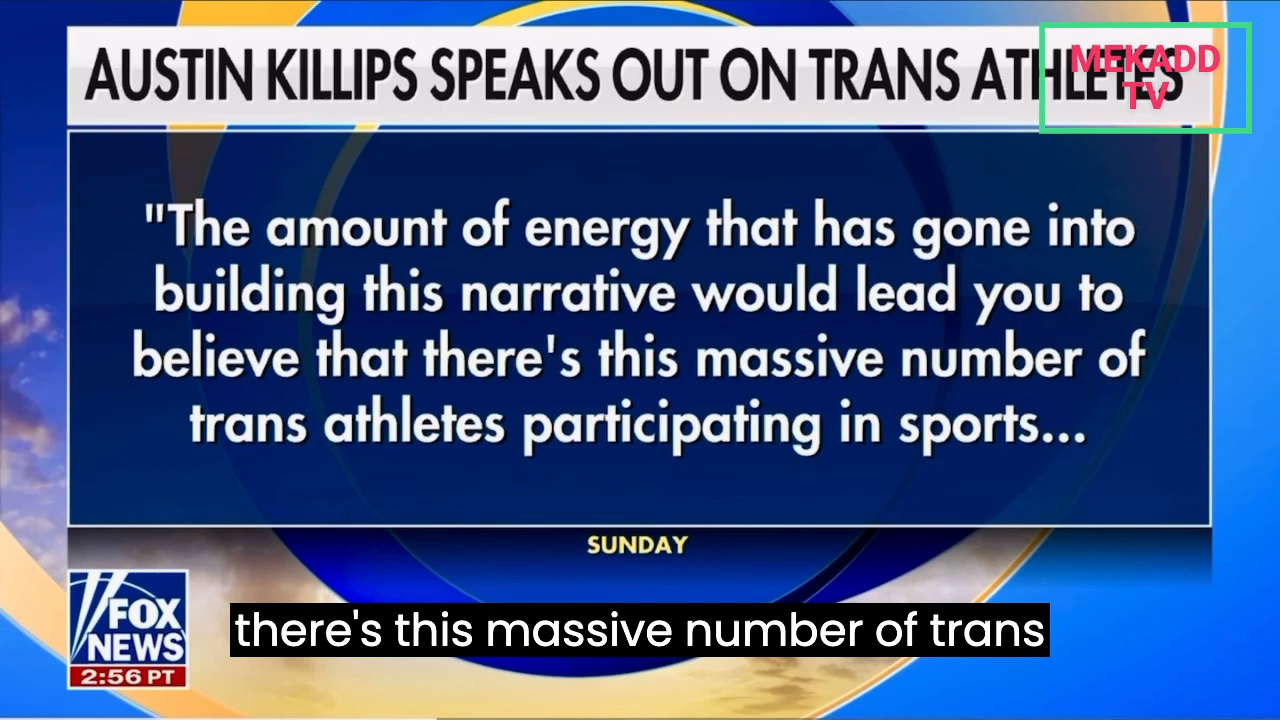 AUSTIN KILLIPS SPEAKS OUT ON TRANS ATHLETES
MEKADD
TV
"The amount of energy that has gone into
building this narrative would lead you to
believe that there's this massive number of
trans athletes participating in sports...
SUNDAY
FOX
NEWS
2:56 PT
there's this massive number of trans